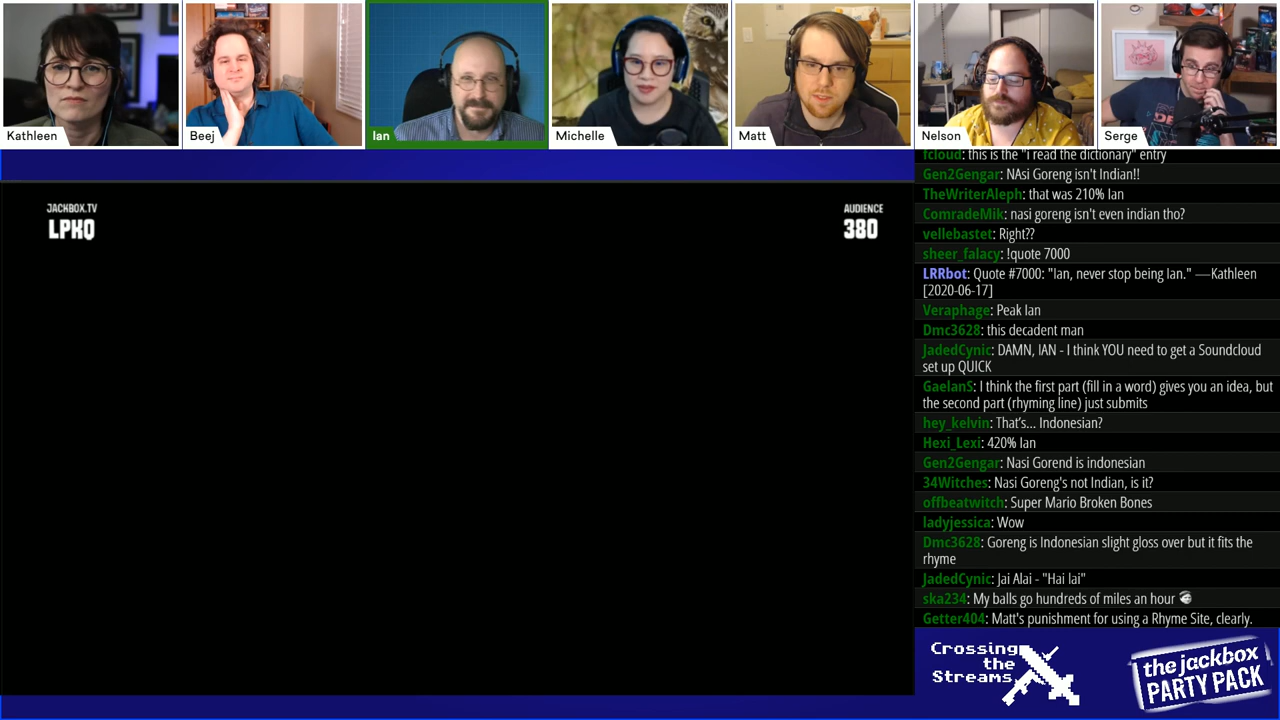 Kathleen
Beej
Ian
Michelle
Matt
Nelson
Serge
JACKBOX.TV
LPKQ
AUDIENCE
380
fcloud: this is the "i read the dictionary" entry
Gen2Gengar: NAsi Goreng isn't Indian!!
TheWriterAleph: that was 210% Ian
ComradeMik: nasi goreng isn't even indian tho?
vellebastet: Right??
sheer_falacy: !quote 7000
LRRbot: Quote #7000: "Ian, never stop being Ian." —Kathleen
[2020-06-17]
Veraphage: Peak Ian
Dmc3628: this decadent man
JadedCynic: DAMN, IAN - I think YOU need to get a Soundcloud
set up QUICK
GaelanS: I think the first part (fill in a word) gives you an idea, but
the second part (rhyming line) just submits
hey_kelvin: That's... Indonesian?
Hexi_Lexi: 420% Ian
Gen2Gengar: Nasi Gorend is indonesian
34Witches: Nasi Goreng's not Indian, is it?
offbeatwitch: Super Mario Broken Bones
ladyjessica: Wow
Dmc3628: Goreng is Indonesian slight gloss over but it fits the
rhyme
JadedCynic: Jai Alai - "Hai lai"
ska234: My balls go hundreds of miles an hour
Getter404: Matt's punishment for using a Rhyme Site, clearly.
Crossing
the
Streams
the jackbox
PARTY PACK